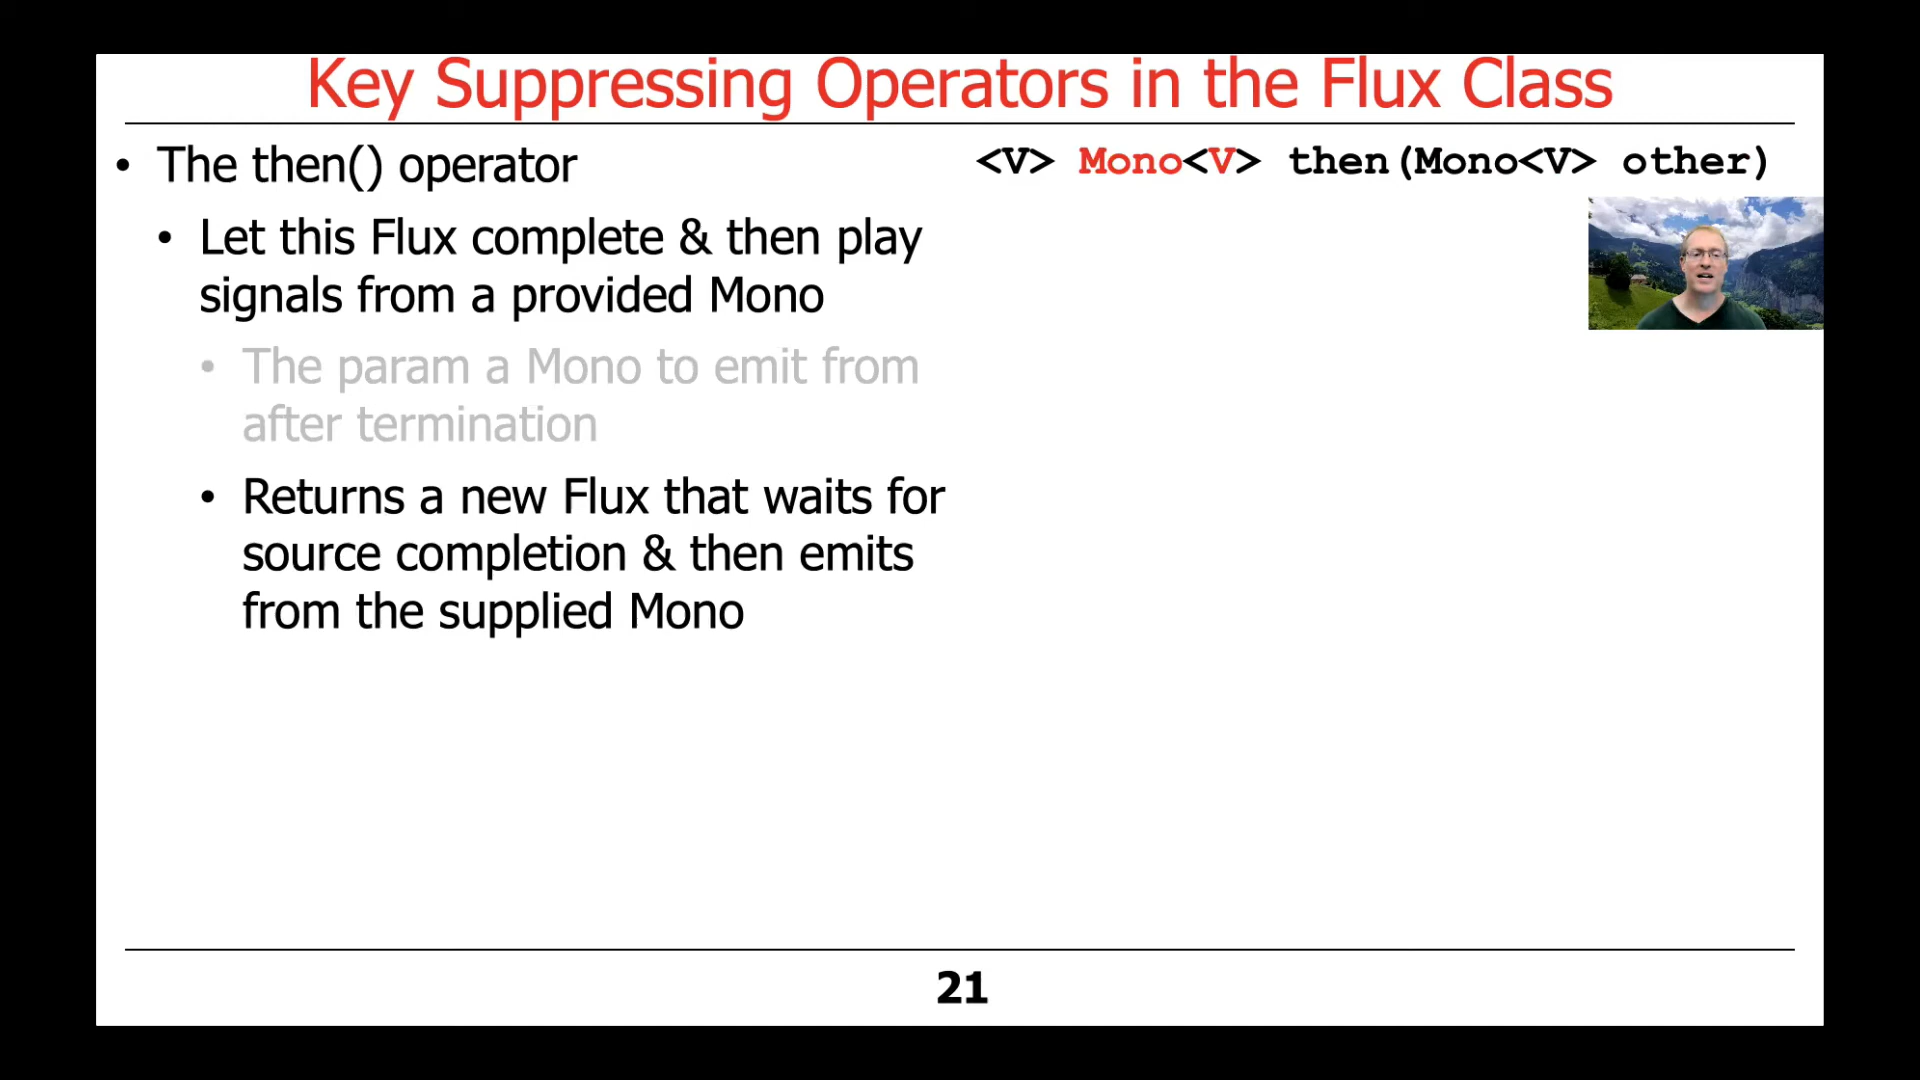 Key Suppressing Operators in the Flux Class
• The then() operator
<V> Mono<V> then(Mono<V> other)
• Let this Flux complete & then play
signals from a provided Mono
• The param a Mono to emit from
after termination
• Returns a new Flux that waits for
source completion & then emits
from the supplied Mono
21